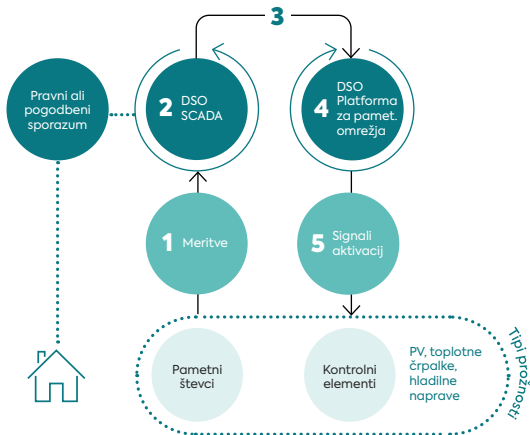 3
Pravni ali
pogodbeni
sporazum
2 DSO
SCADA
4 DSO
Platforma
za pamet.
omrežja
1 Meritve
5 Signali
aktivacij
Pametni
števci
Kontrolni
elementi
PV, toplotne
črpalke,
hladilne
naprave
Tipi prožnosti